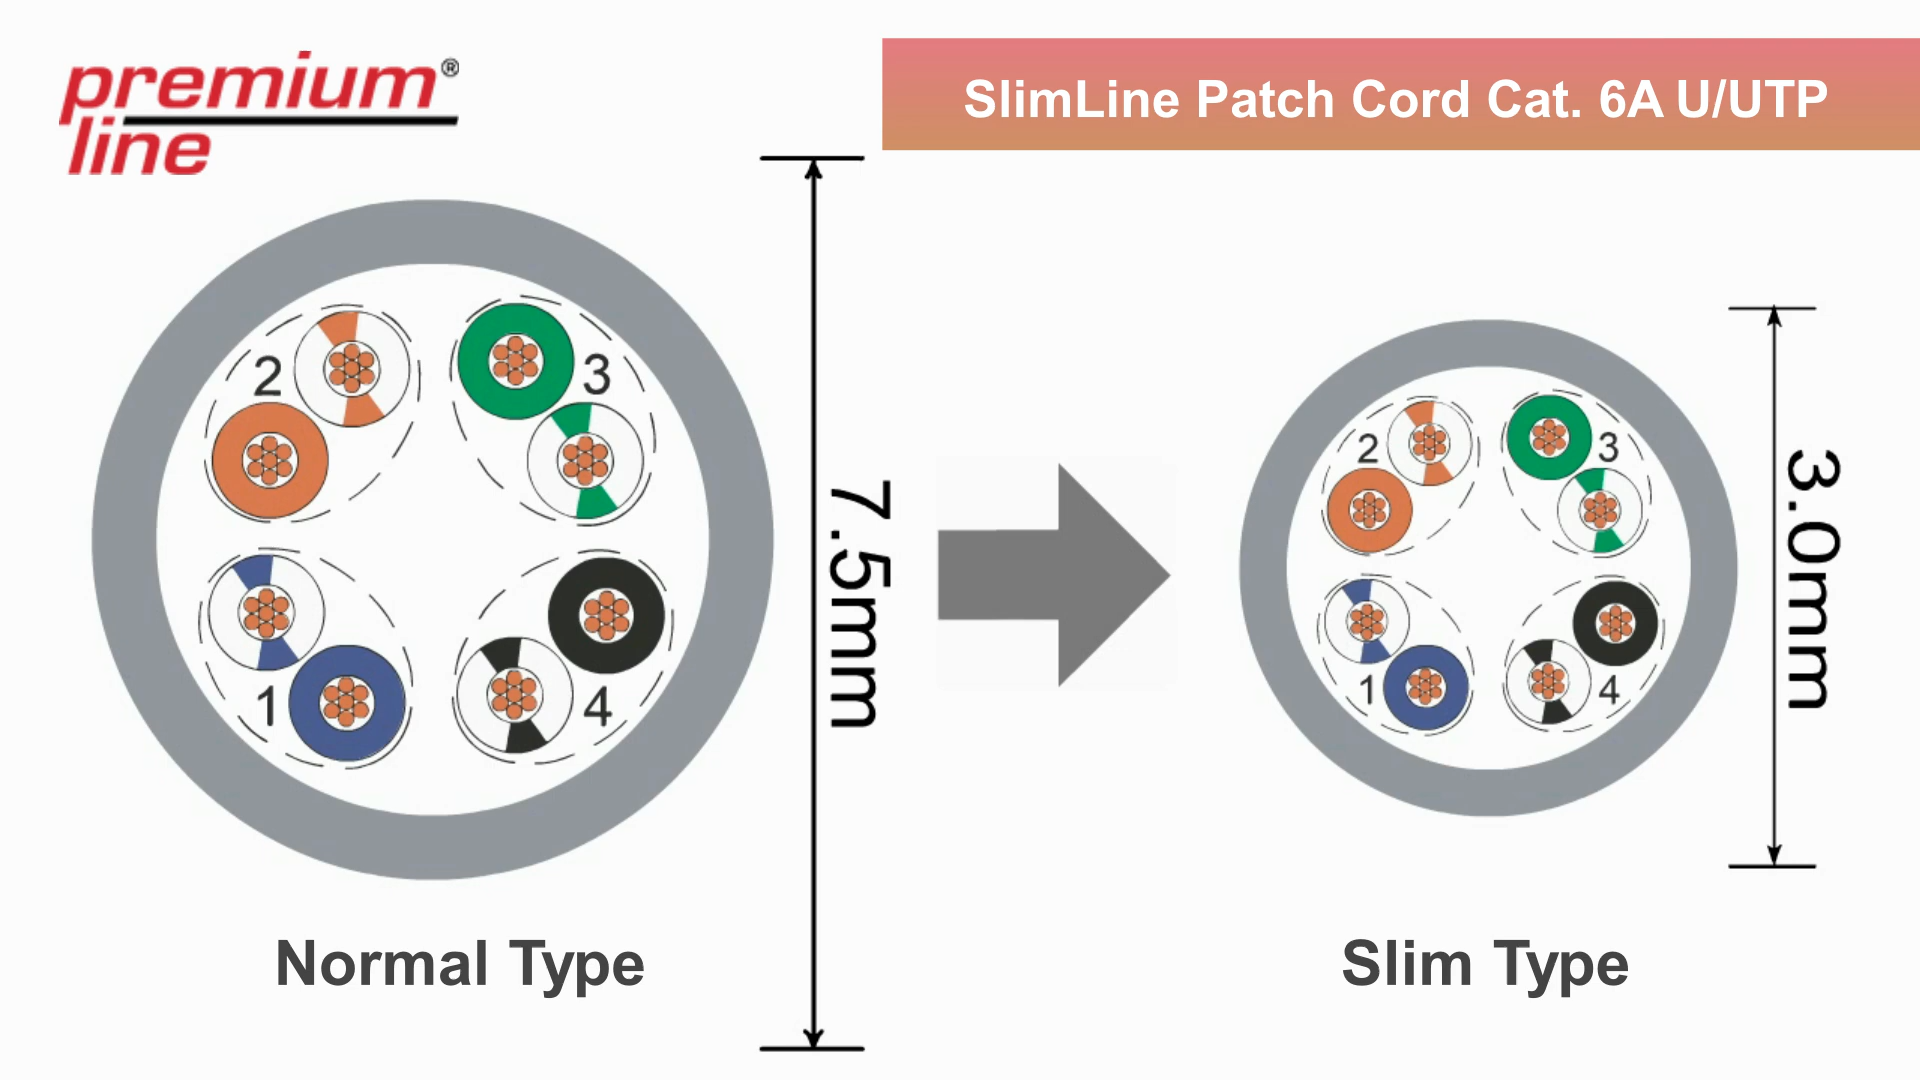 premium®
line
SlimLine Patch Cord Cat. 6A U/UTP
2
3
1
4
7.5mm
2
3
1
4
3.0mm
Normal Type
Slim Type